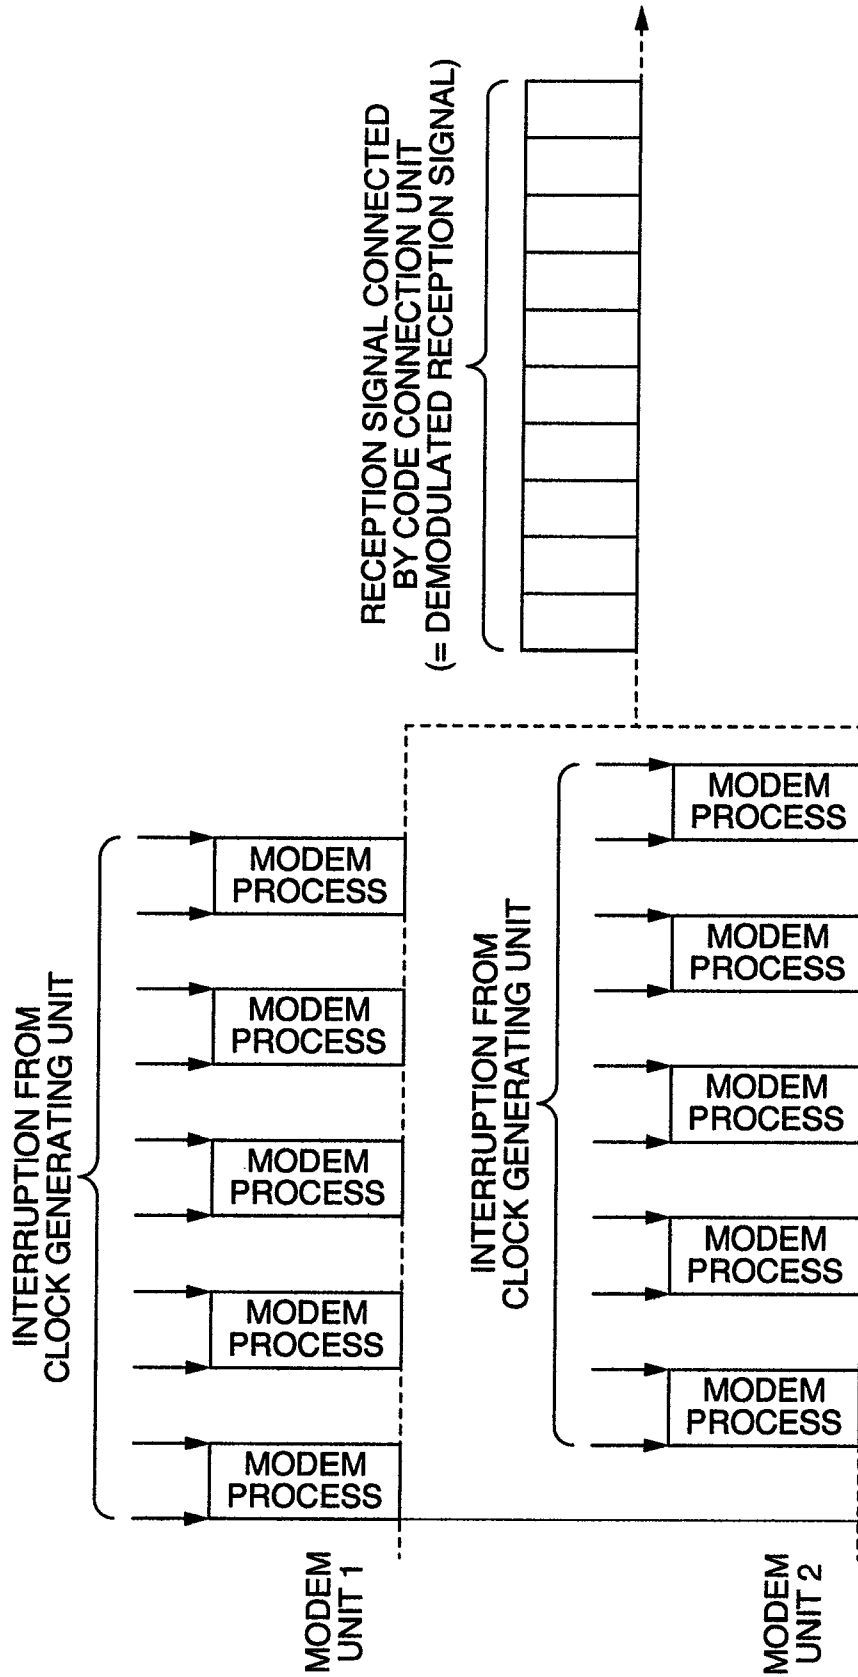 INTERRUPTION FROM
CLOCK GENERATING UNIT
MODEM
UNIT 1
MODEM
PROCESS
MODEM
PROCESS
MODEM
PROCESS
MODEM
PROCESS
MODEM
PROCESS
INTERRUPTION FROM
CLOCK GENERATING UNIT
MODEM
UNIT 2
MODEM
PROCESS
MODEM
PROCESS
MODEM
PROCESS
MODEM
PROCESS
MODEM
PROCESS
RECEPTION SIGNAL CONNECTED
BY CODE CONNECTION UNIT
(= DEMODULATED RECEPTION SIGNAL)